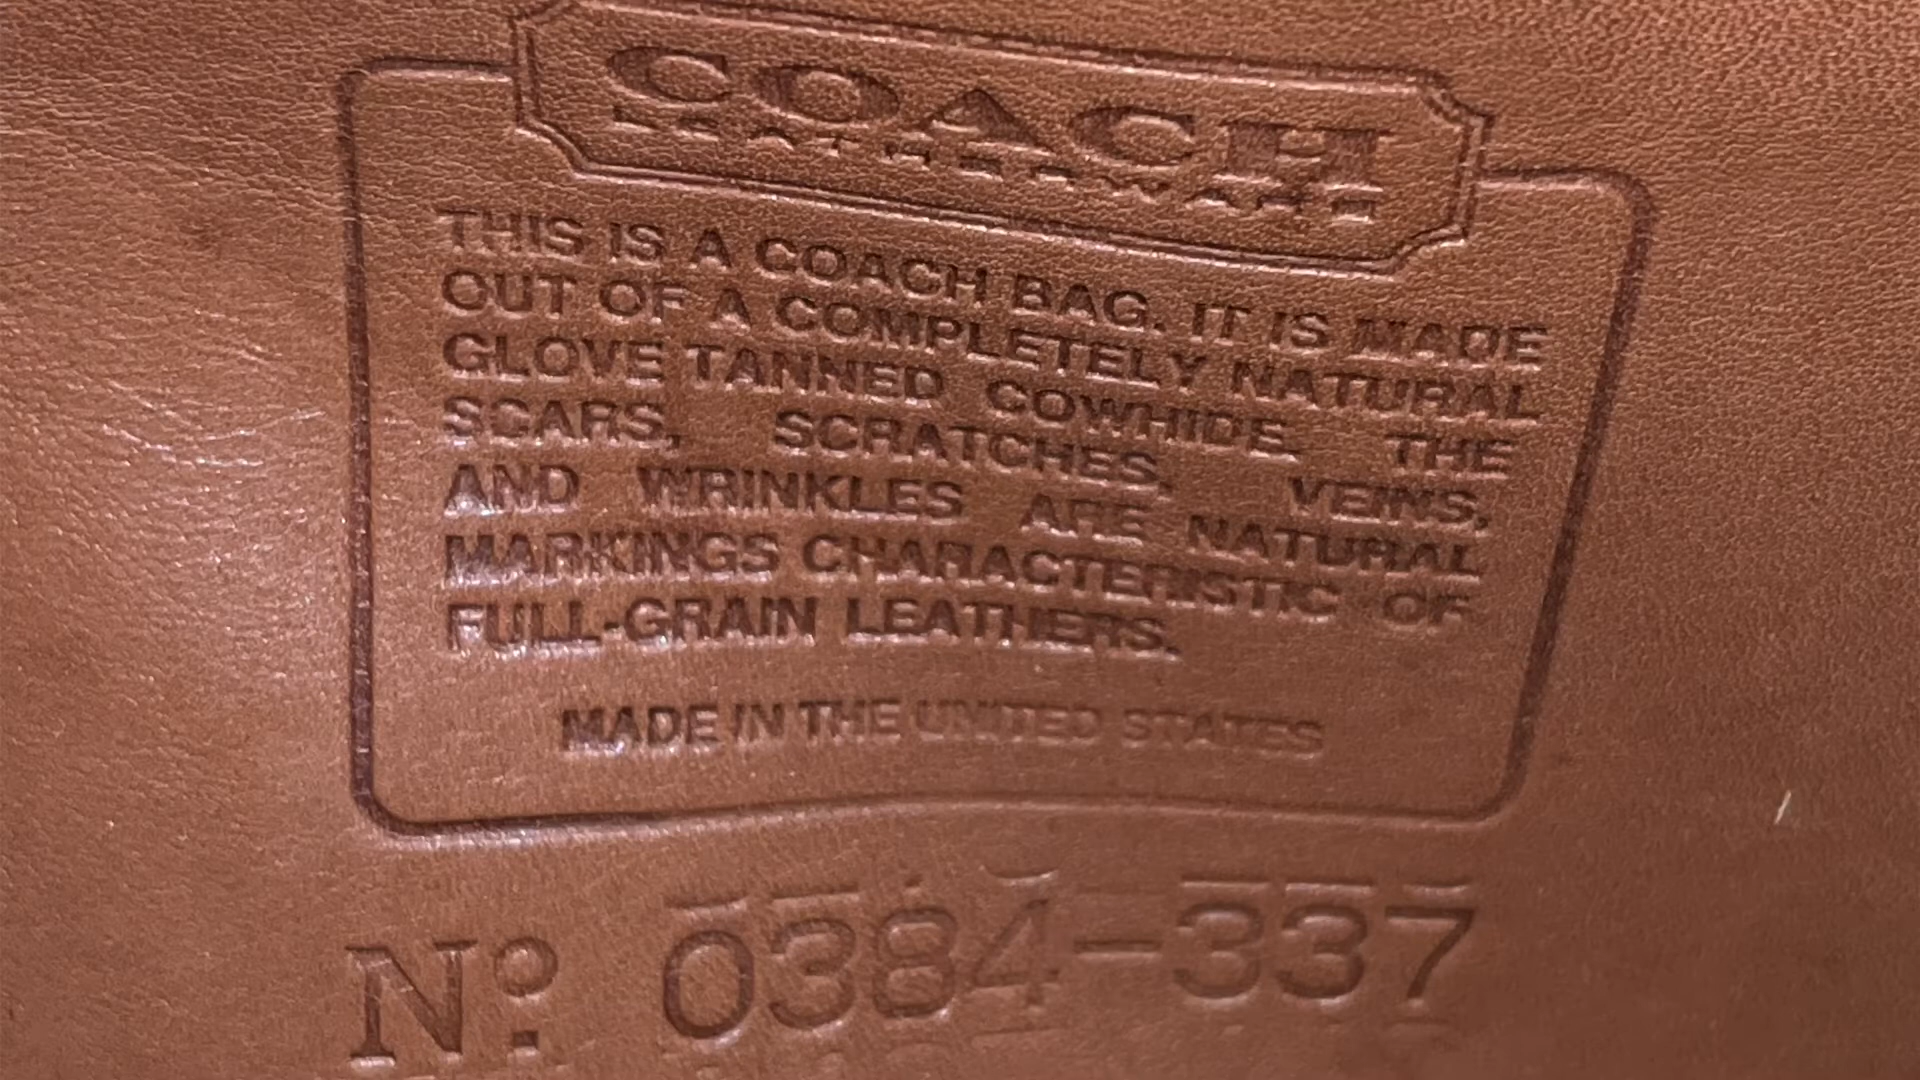 COACH
LEATHERWARE
THIS IS A COACH BAG. IT IS MADE
OUT OF A COMPLETELY NATURAL
GLOVE TANNED COWHIDE. THE
SCARS, SCRATCHES, VEINS,
AND WRINKLES ARE NATURAL
MARKINGS CHARACTERISTIC OF
FULL-GRAIN LEATHERS.
MADE IN THE UNITED STATES
Nº 0384-337